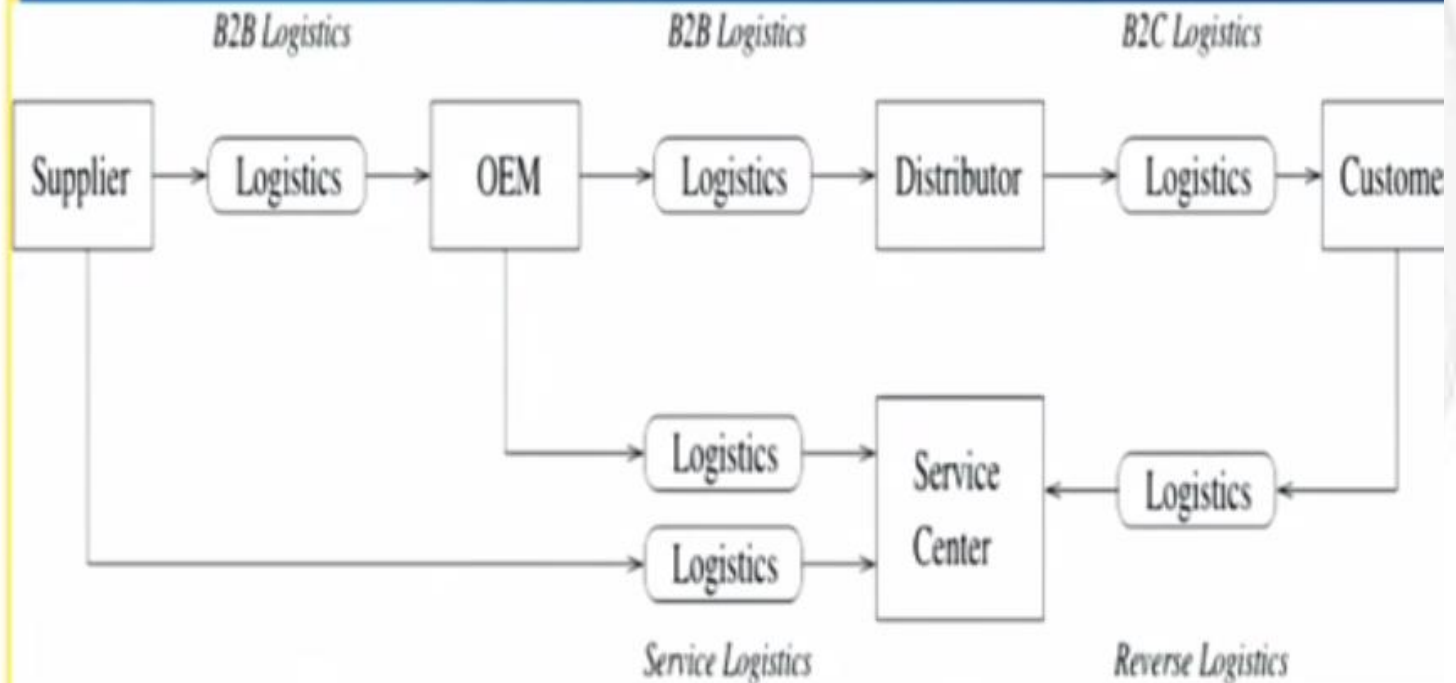 B2B Logistics
B2B Logistics
B2C Logistics
Supplier
Logistics
OEM
Logistics
Distributor
Logistics
Custome
Logistics
Logistics
Service
Center
Logistics
Service Logistics
Reverse Logistics